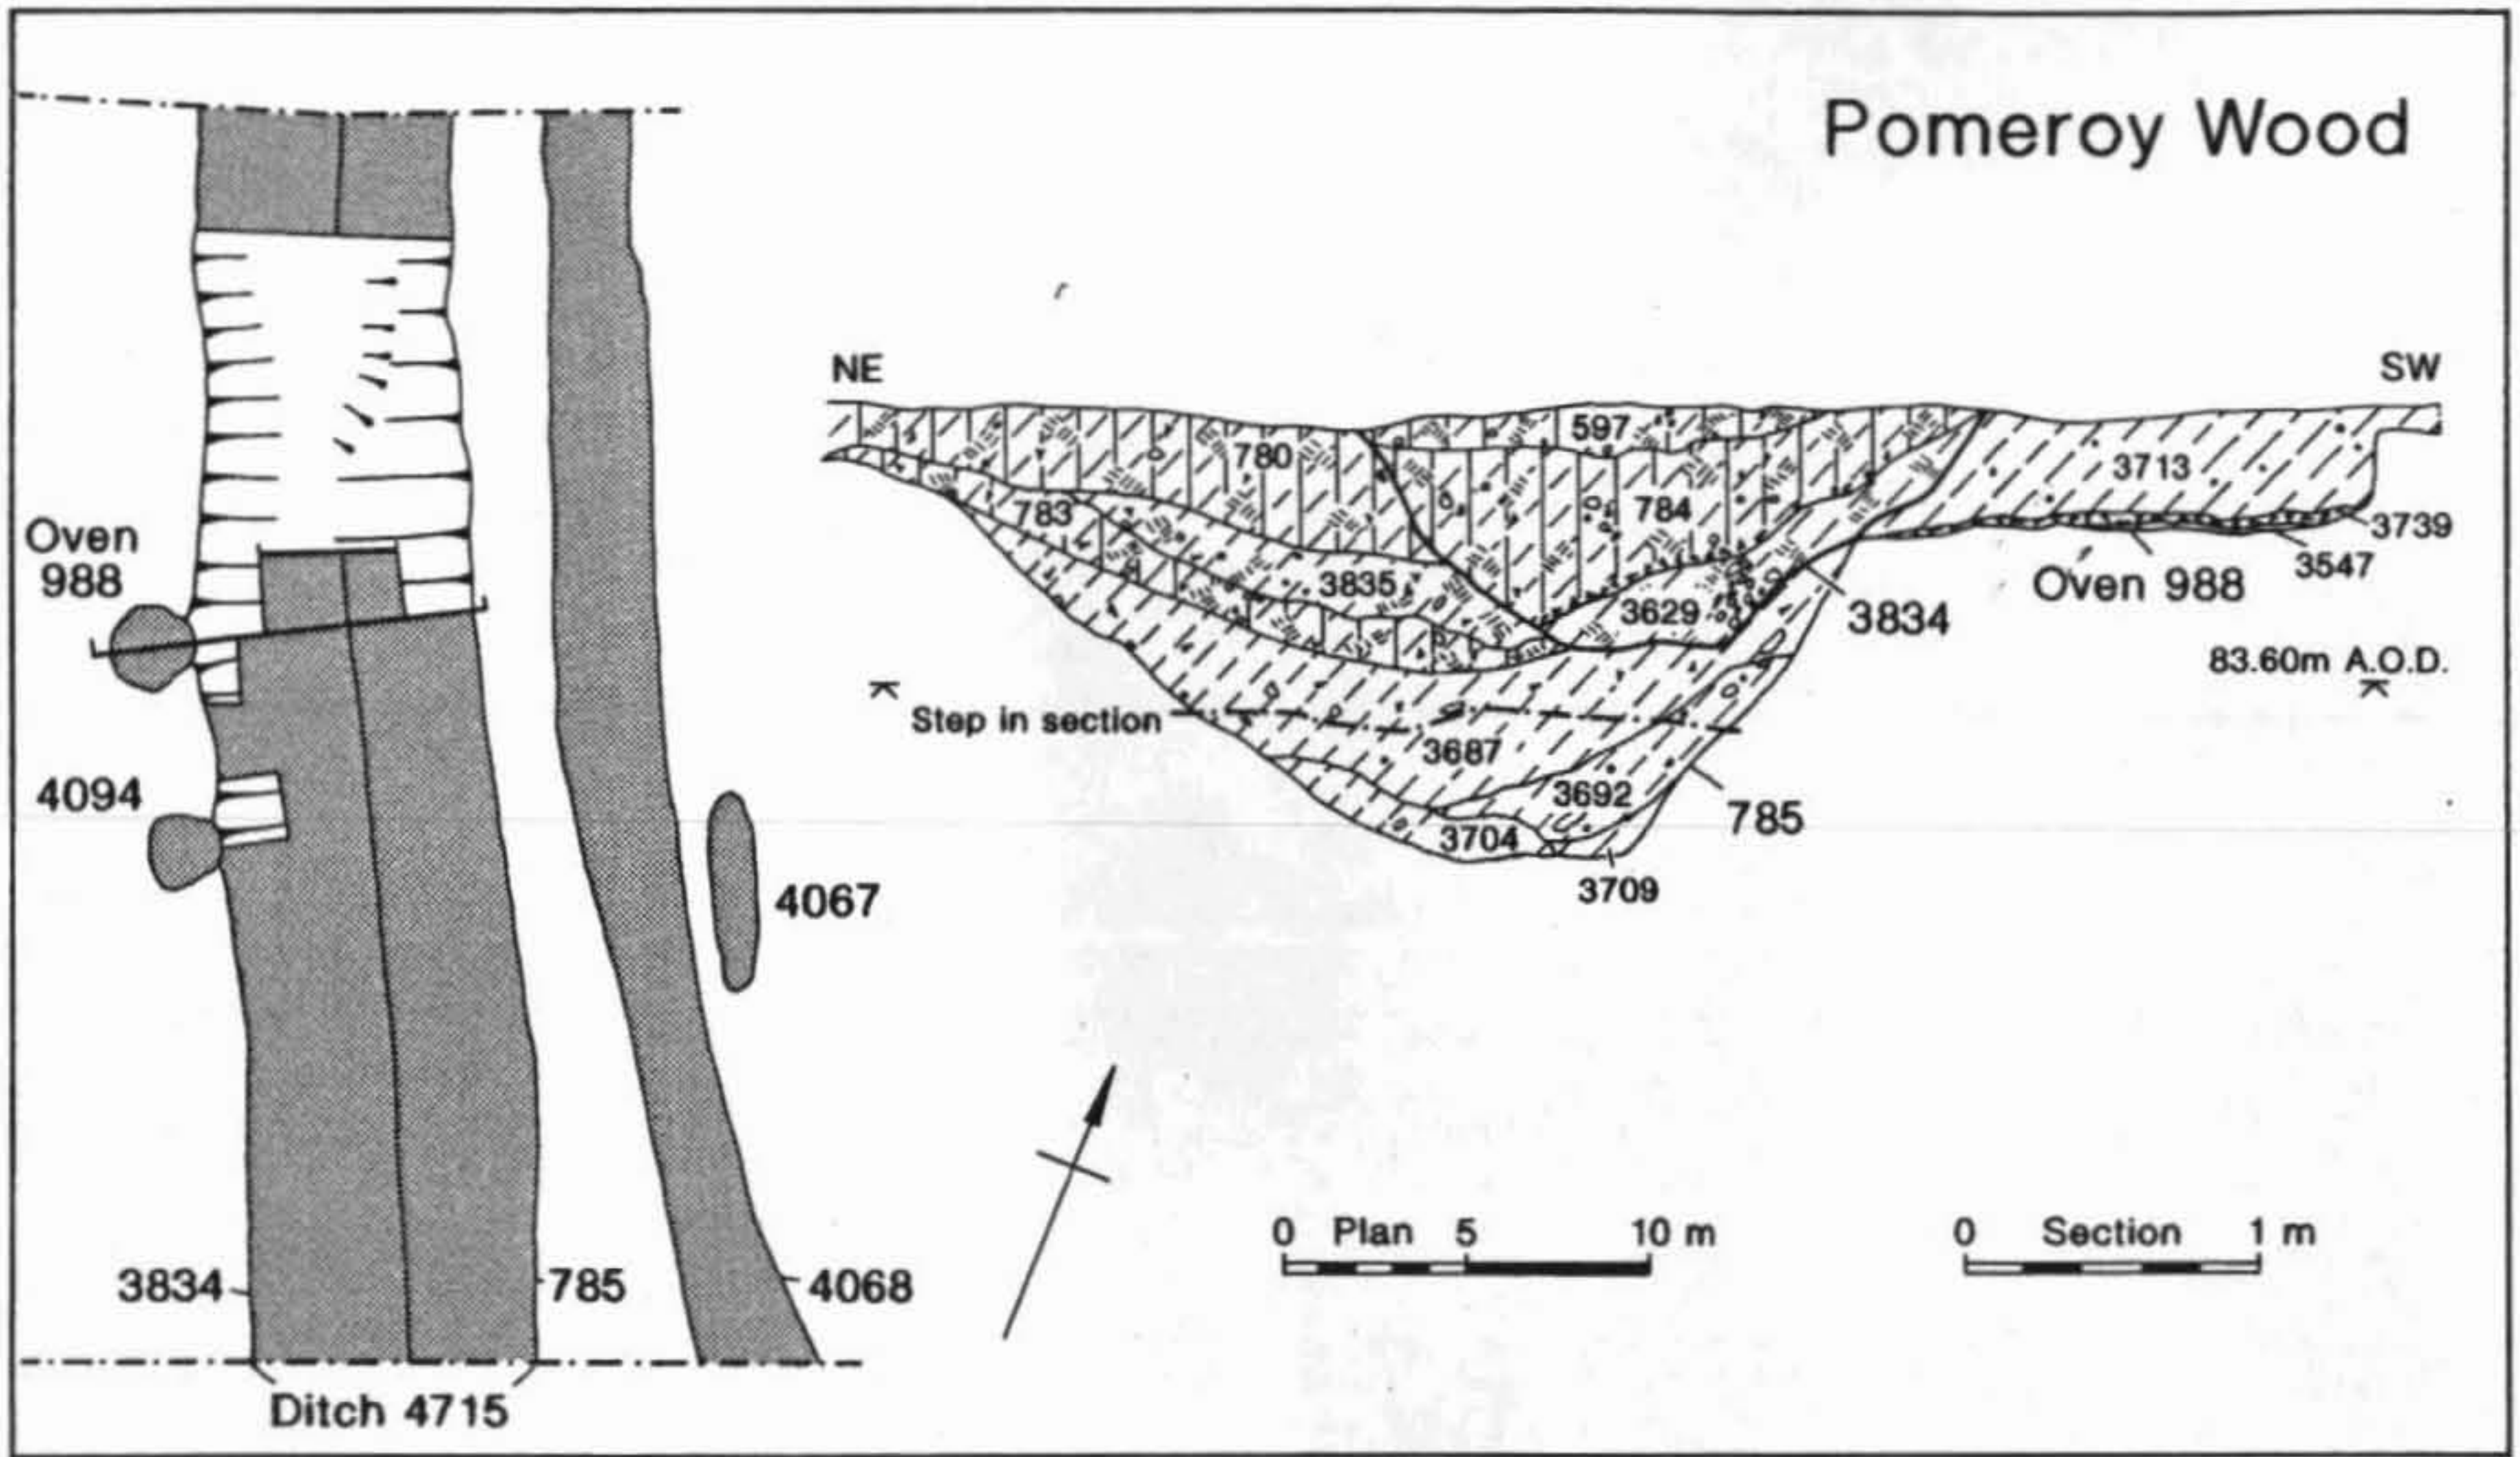 Pomeroy Wood
NE
SW
597
780
3713
783
784
3739
3547
Oven 988
3835
3629
3834
83.60m A.O.D.
Step in section
3687
3692
785
3704
3709
Oven
988
4094
4067
3834
785
4068
Ditch 4715
0 Plan 5 10 m
0 Section 1 m